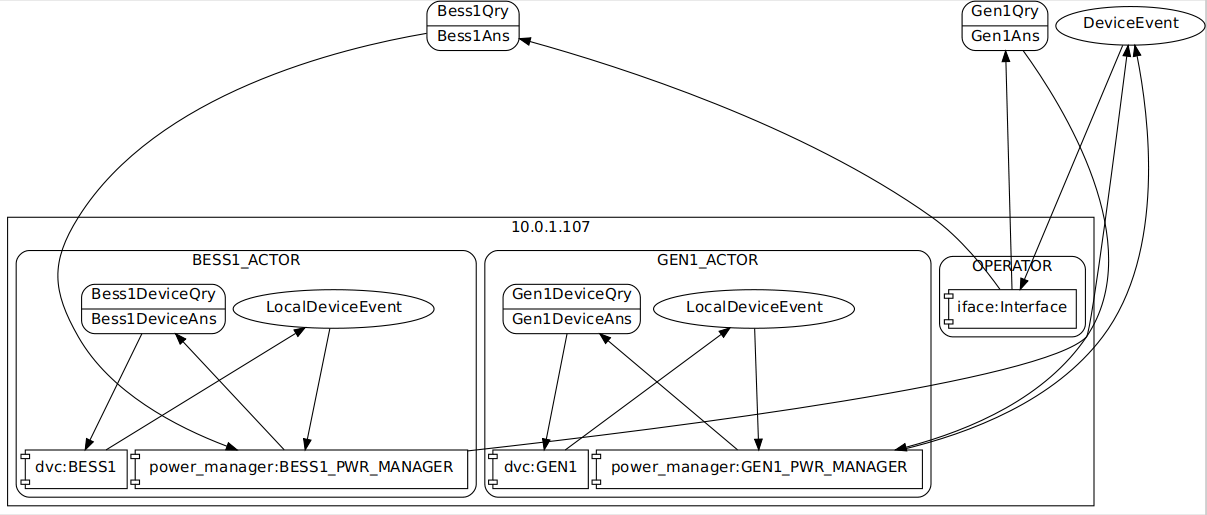 Bess1Qry
Bess1Ans
Gen1Qry
Gen1Ans
DeviceEvent
10.0.1.107
BESS1_ACTOR
GEN1_ACTOR
OPERATOR
Bess1DeviceQry
Bess1DeviceAns
LocalDeviceEvent
Gen1DeviceQry
Gen1DeviceAns
LocalDeviceEvent
iface:Interface
dvc:BESS1
power_manager:BESS1_PWR_MANAGER
dvc:GEN1
power_manager:GEN1_PWR_MANAGER